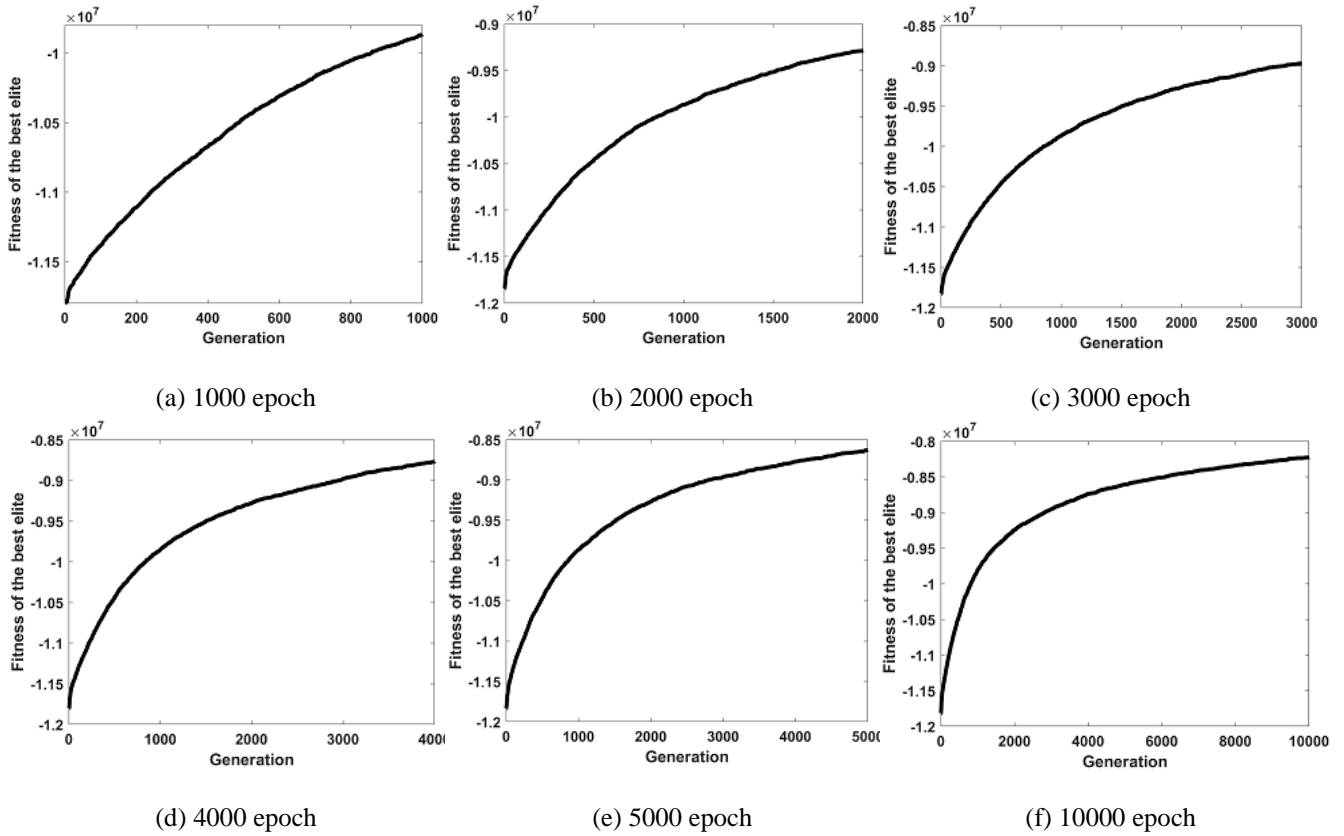 ×10^7
-1
-1.05
-1.1
-1.15
0 200 400 600 800 1000
Generation
Fitness of the best elite
(a) 1000 epoch
×10^7
-0.9
-0.95
-1
-1.05
-1.1
-1.15
-1.2
0 500 1000 1500 2000
Generation
Fitness of the best elite
(b) 2000 epoch
×10^7
-0.85
-0.9
-0.95
-1
-1.05
-1.1
-1.15
-1.2
0 500 1000 1500 2000 2500 3000
Generation
Fitness of the best elite
(c) 3000 epoch
×10^7
-0.85
-0.9
-0.95
-1
-1.05
-1.1
-1.15
-1.2
0 1000 2000 3000 4000
Generation
Fitness of the best elite
(d) 4000 epoch
×10^7
-0.85
-0.9
-0.95
-1
-1.05
-1.1
-1.15
-1.2
0 1000 2000 3000 4000 5000
Generation
Fitness of the best elite
(e) 5000 epoch
×10^7
-0.8
-0.85
-0.9
-0.95
-1
-1.05
-1.1
-1.15
-1.2
0 2000 4000 6000 8000 10000
Generation
Fitness of the best elite
(f) 10000 epoch